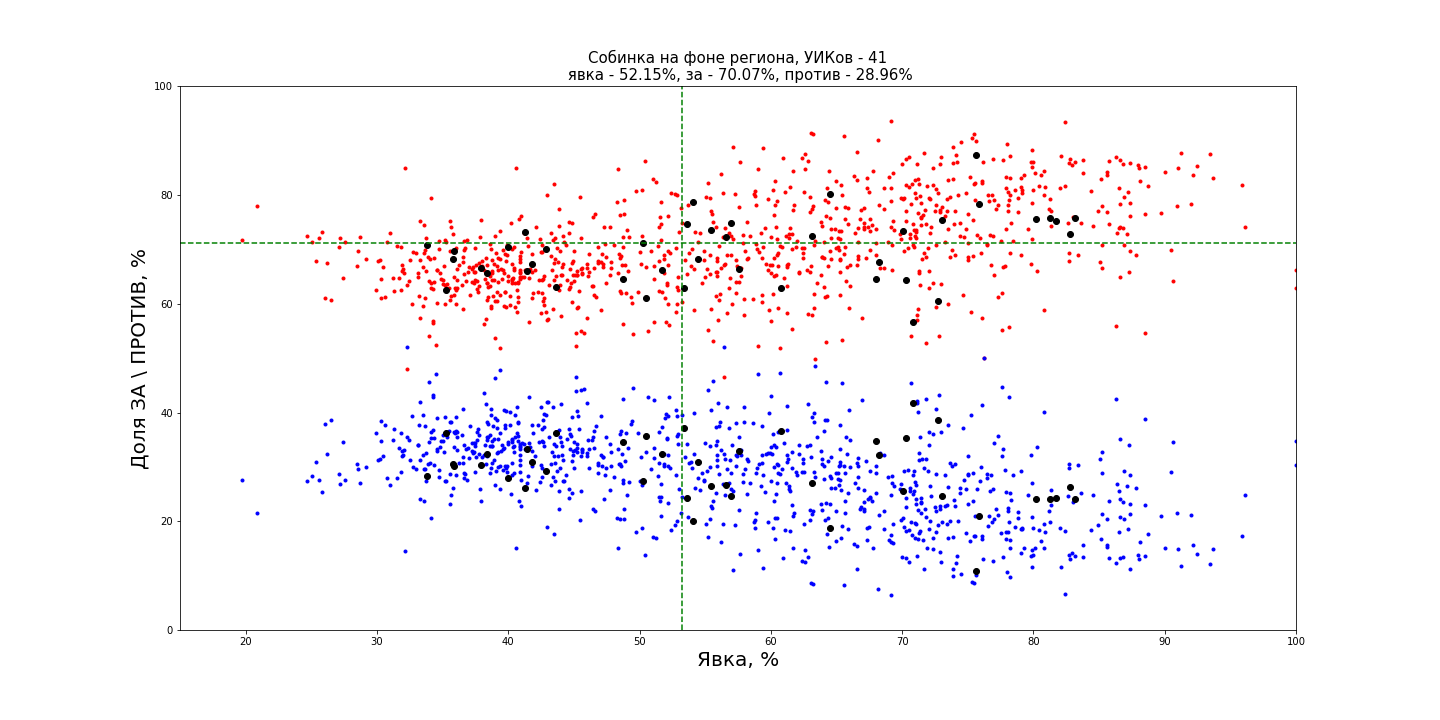 Собинка на фоне региона, УИКов - 41
явка - 52.15%, за - 70.07%, против - 28.96%
Доля ЗА \ ПРОТИВ, %
100
80
60
40
20
0
20 30 40 50 60 70 80 90 100
Явка, %